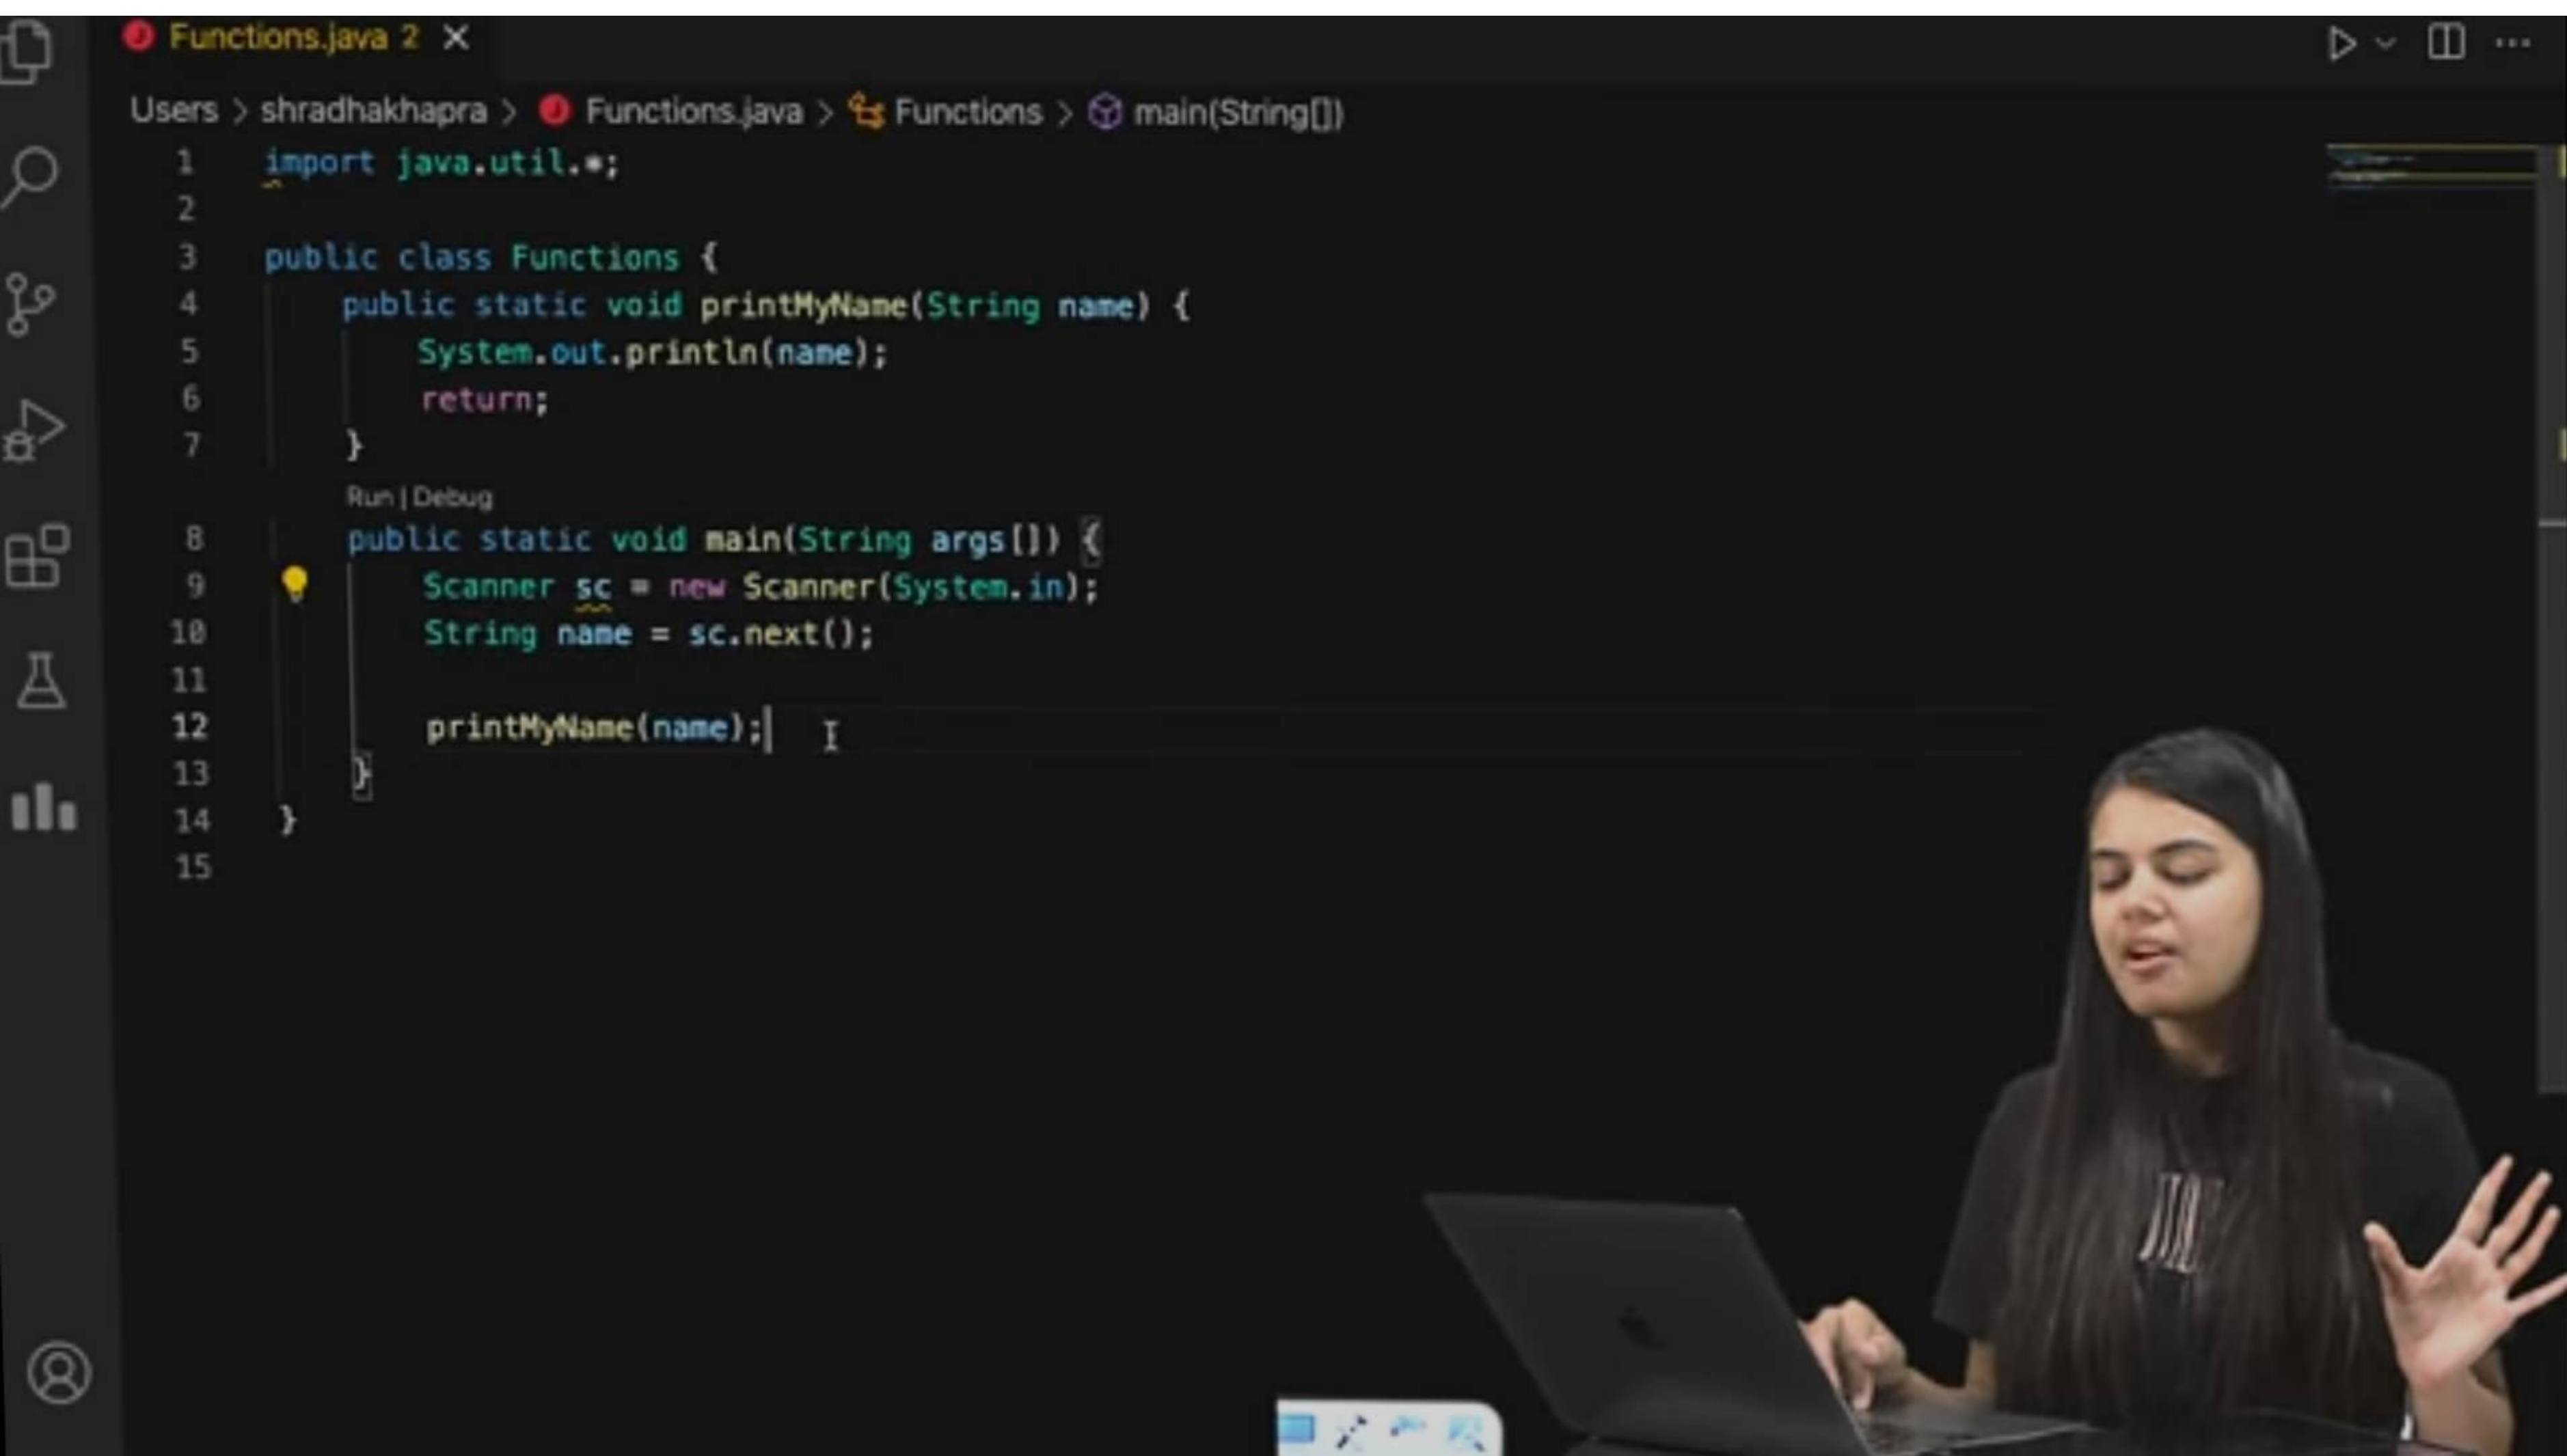 Functions.java 2
Users > shradhakhapra > Functions.java > Functions > main(String[])
1 import java.util.*;
2
3 public class Functions {
4 public static void printMyName(String name) {
5 System.out.println(name);
6 return;
7 }
Run | Debug
8 public static void main(String args[]) {
9 Scanner sc = new Scanner(System.in);
10 String name = sc.next();
11
12 printMyName(name);
13 }
14 }
15